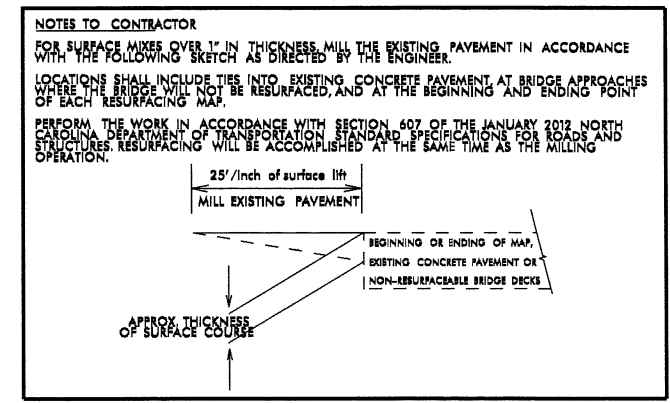 NOTES TO CONTRACTOR
FOR SURFACE MIXES OVER 1" IN THICKNESS, MILL THE EXISTING PAVEMENT IN ACCORDANCE
WITH THE FOLLOWING SKETCH AS DIRECTED BY THE ENGINEER.
LOCATIONS SHALL INCLUDE TIES INTO EXISTING CONCRETE PAVEMENT, AT BRIDGE APPROACHES
WHERE THE BRIDGE WILL NOT BE RESURFACED, AND AT THE BEGINNING AND ENDING POINT
OF EACH RESURFACING MAP.
PERFORM THE WORK IN ACCORDANCE WITH SECTION 607 OF THE JANUARY 2012 NORTH
CAROLINA DEPARTMENT OF TRANSPORTATION STANDARD SPECIFICATIONS FOR ROADS AND
STRUCTURES. RESURFACING WILL BE ACCOMPLISHED AT THE SAME TIME AS THE MILLING
OPERATION.
25'/inch of surface lift
MILL EXISTING PAVEMENT
BEGINNING OR ENDING OF MAP,
EXISTING CONCRETE PAVEMENT OR
NON-RESURFACEABLE BRIDGE DECKS
APPROX. THICKNESS
OF SURFACE COURSE